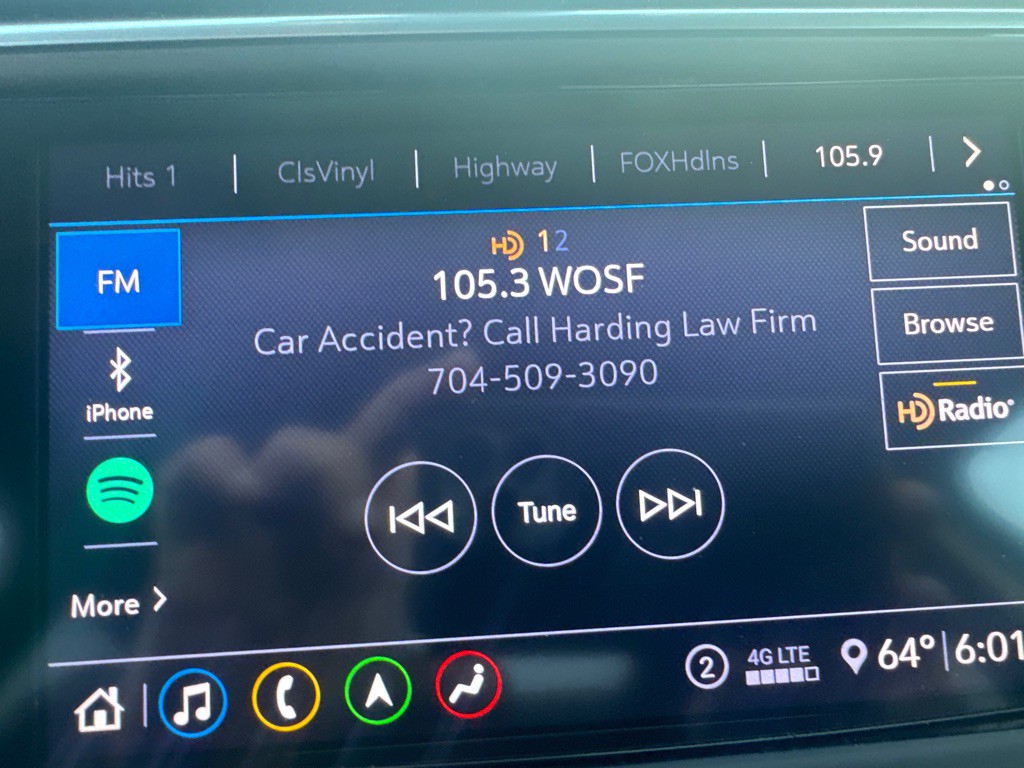 Hits 1 ClsVinyl Highway FOXHdlns 105.9
FM
HD 1 2
105.3 WOSF
Car Accident? Call Harding Law Firm
704-509-3090
Sound
Browse
HD Radio
iPhone
Tune
More
2 4G LTE 64° 6:01